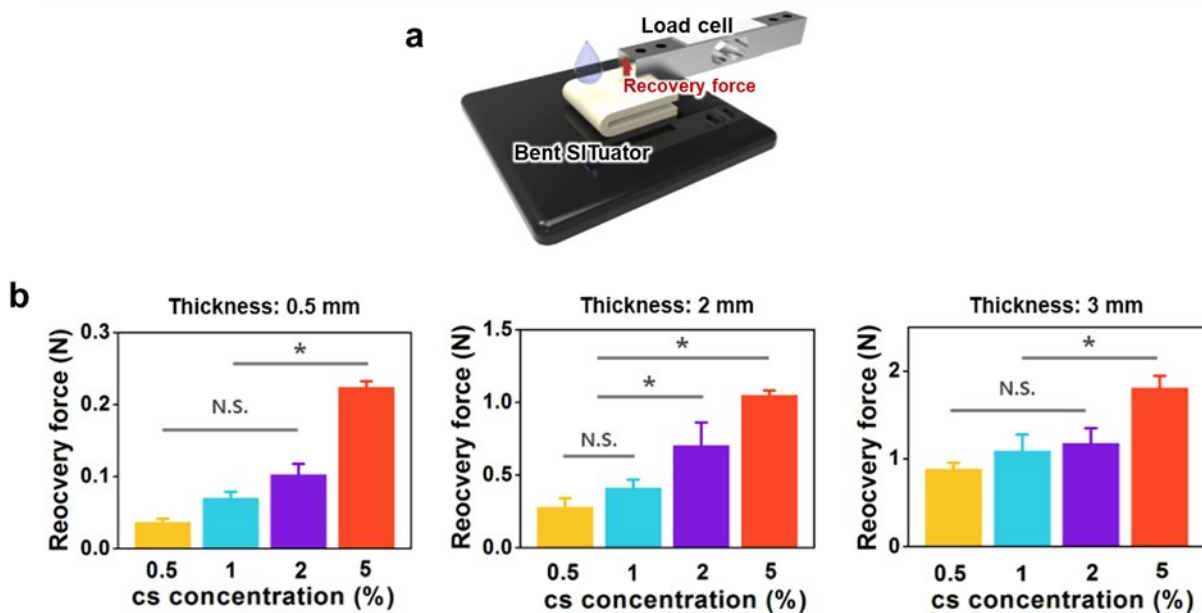 a
Load cell
Recovery force
Bent SITuator
b
Thickness: 0.5 mm
Reocvery force (N)
0.3
0.2
0.1
0.0
*
N.S.
0.5 1 2 5
cs concentration (%)
Thickness: 2 mm
Reocvery force (N)
1.5
1.0
0.5
0.0
*
*
N.S.
0.5 1 2 5
cs concentration (%)
Thickness: 3 mm
Reocvery force (N)
2
1
0
*
N.S.
0.5 1 2 5
cs concentration (%)